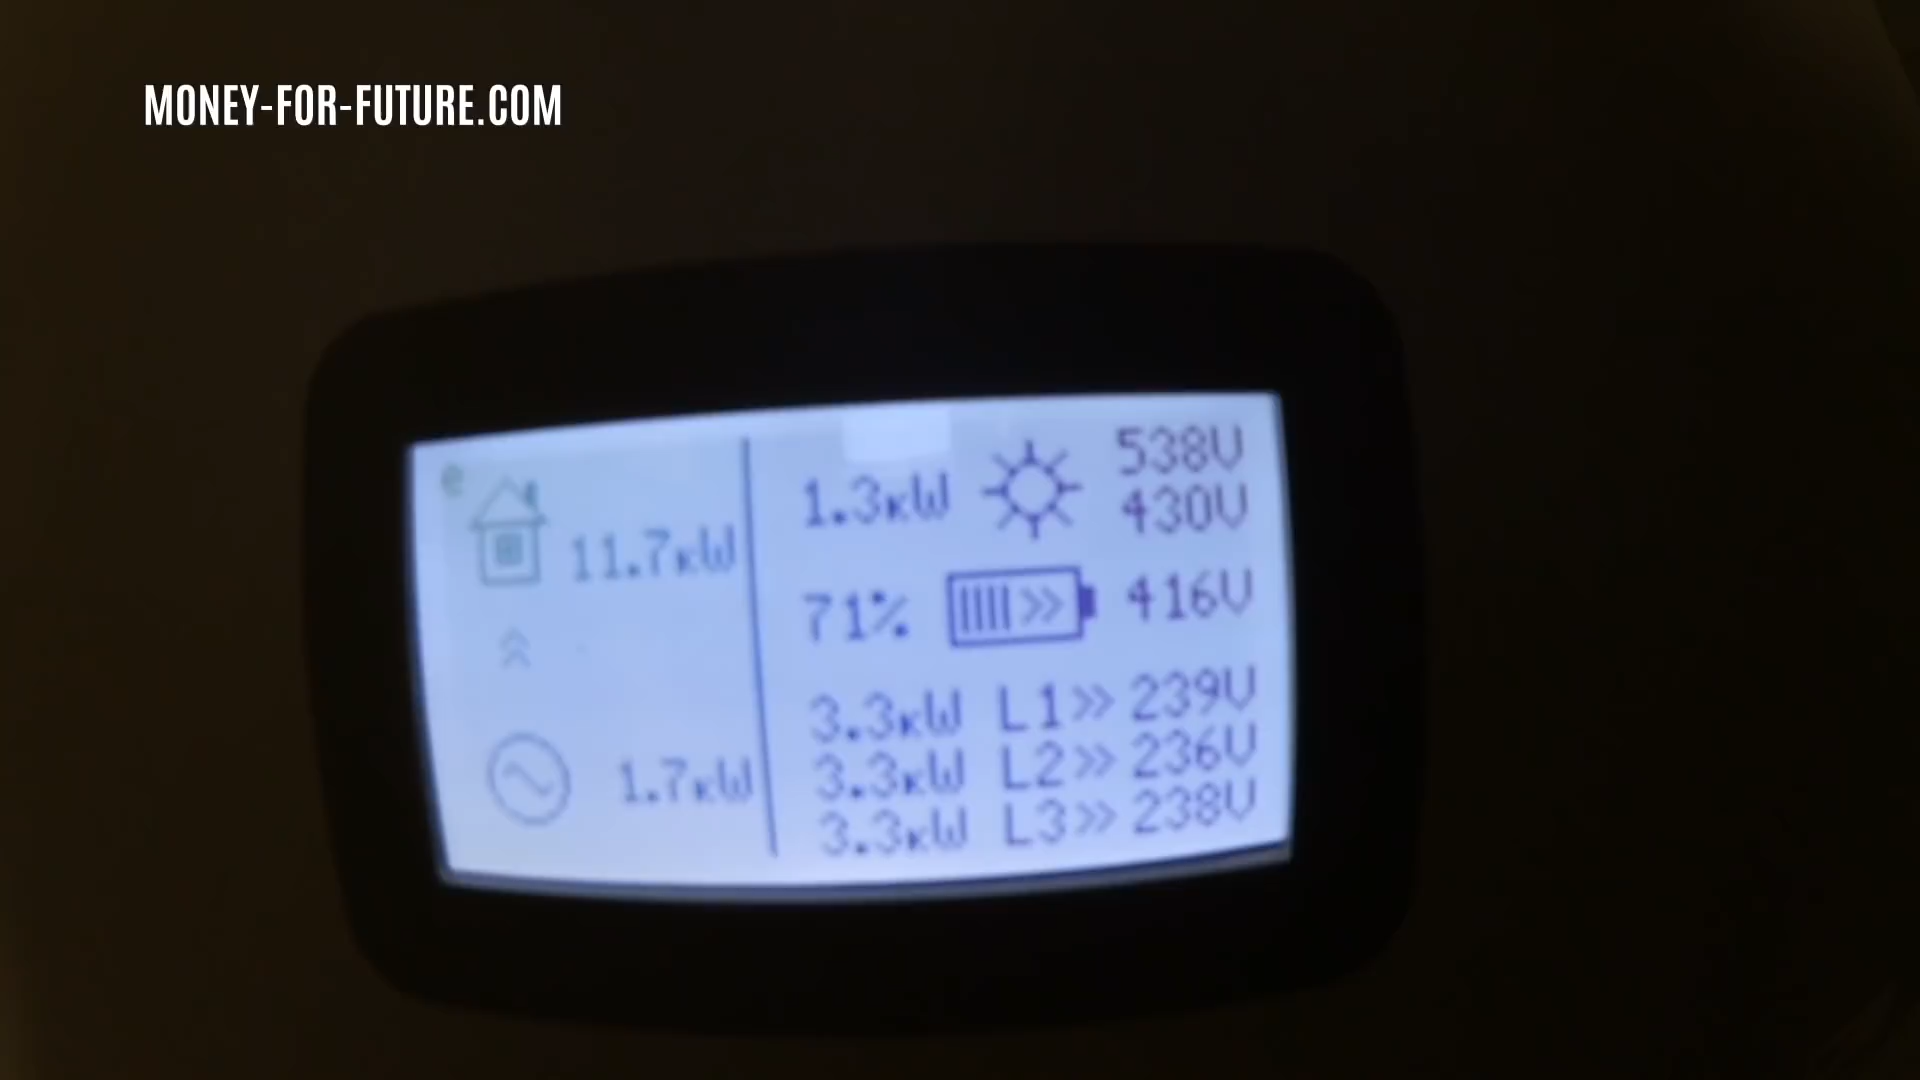 MONEY-FOR-FUTURE.COM
e
11.7kW
1.7kW
1.3kW
538V
430V
71%
416V
3.3kW L1>> 239V
3.3kW L2>> 236V
3.3kW L3>> 238V